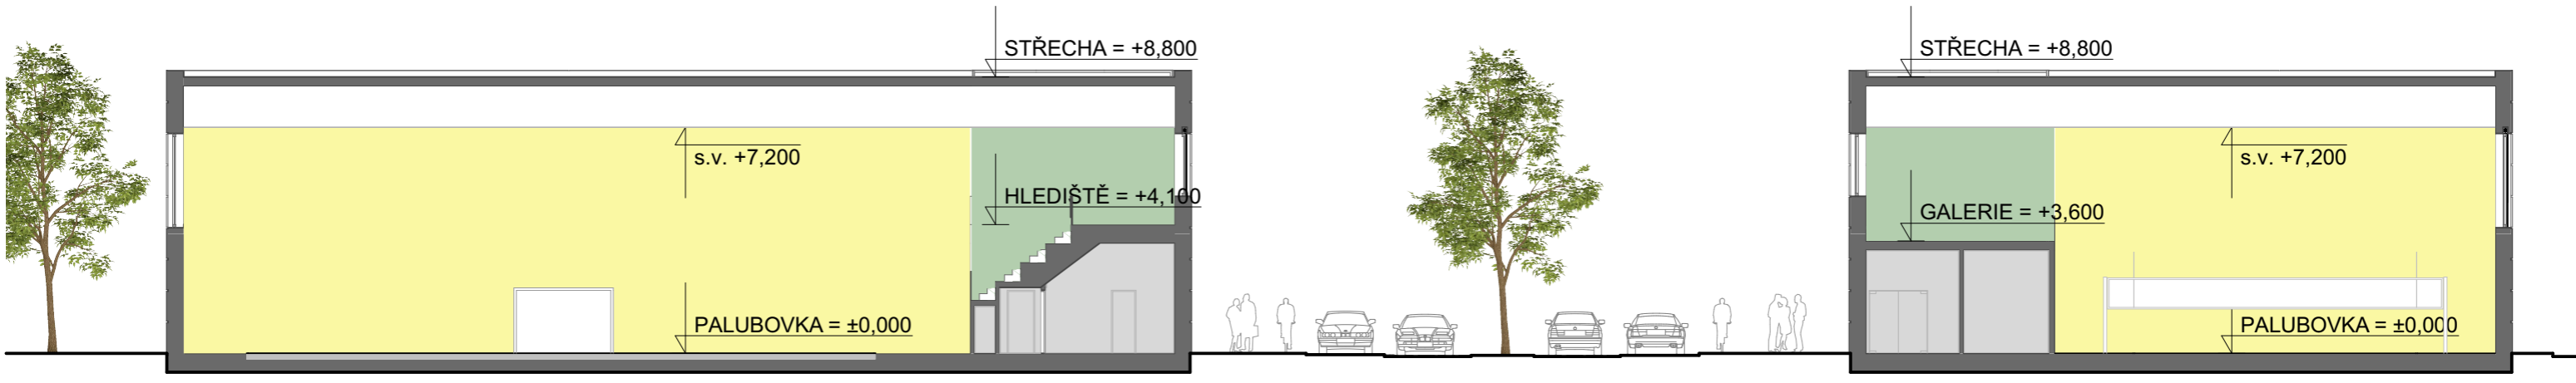 STŘECHA = +8,800
s.v. +7,200
HLEDIŠTĚ = +4,100
PALUBOVKA = ±0,000
STŘECHA = +8,800
s.v. +7,200
GALERIE = +3,600
PALUBOVKA = ±0,000